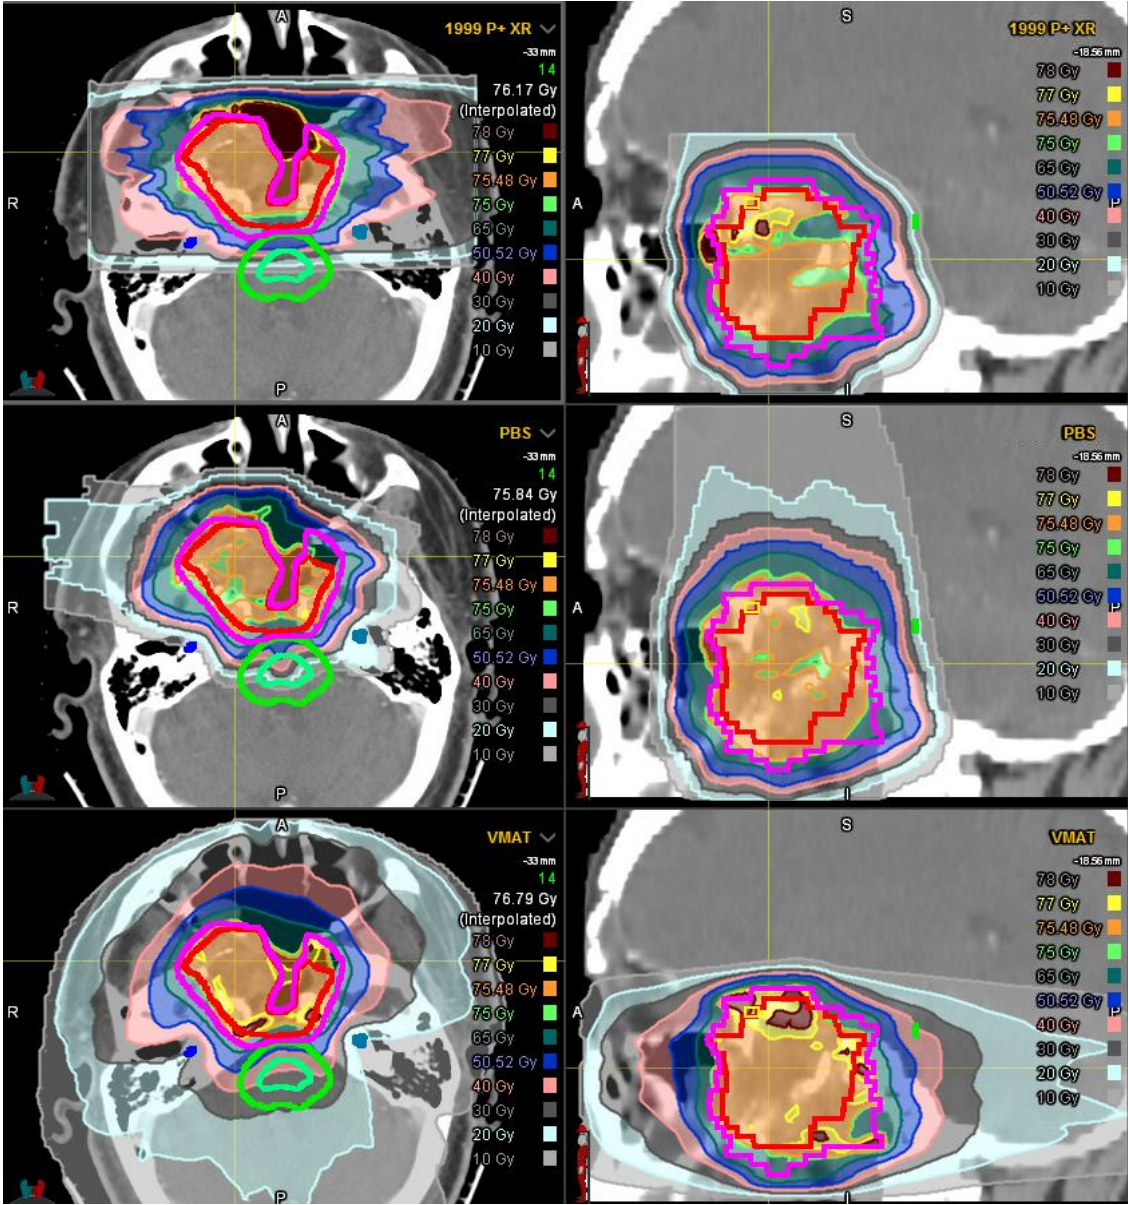 A
1999 P+ XR
-33 mm
14
76.17 Gy
(Interpolated)
78 Gy
77 Gy
75.48 Gy
75 Gy
65 Gy
50.52 Gy
40 Gy
30 Gy
20 Gy
10 Gy
R
P
S
1999 P+ XR
-18.56 mm
78 Gy
77 Gy
75.48 Gy
75 Gy
65 Gy
50.52 Gy
40 Gy
30 Gy
20 Gy
10 Gy
A
P
I
A
PBS
-33 mm
14
75.84 Gy
(Interpolated)
78 Gy
77 Gy
75.48 Gy
75 Gy
65 Gy
50.52 Gy
40 Gy
30 Gy
20 Gy
10 Gy
R
P
S
PBS
-18.56 mm
78 Gy
77 Gy
75.48 Gy
75 Gy
65 Gy
50.52 Gy
40 Gy
30 Gy
20 Gy
10 Gy
A
P
I
A
VMAT
-33 mm
14
76.79 Gy
(Interpolated)
78 Gy
77 Gy
75.48 Gy
75 Gy
65 Gy
50.52 Gy
40 Gy
30 Gy
20 Gy
10 Gy
R
P
S
VMAT
-18.56 mm
78 Gy
77 Gy
75.48 Gy
75 Gy
65 Gy
50.52 Gy
40 Gy
30 Gy
20 Gy
10 Gy
A
P
I